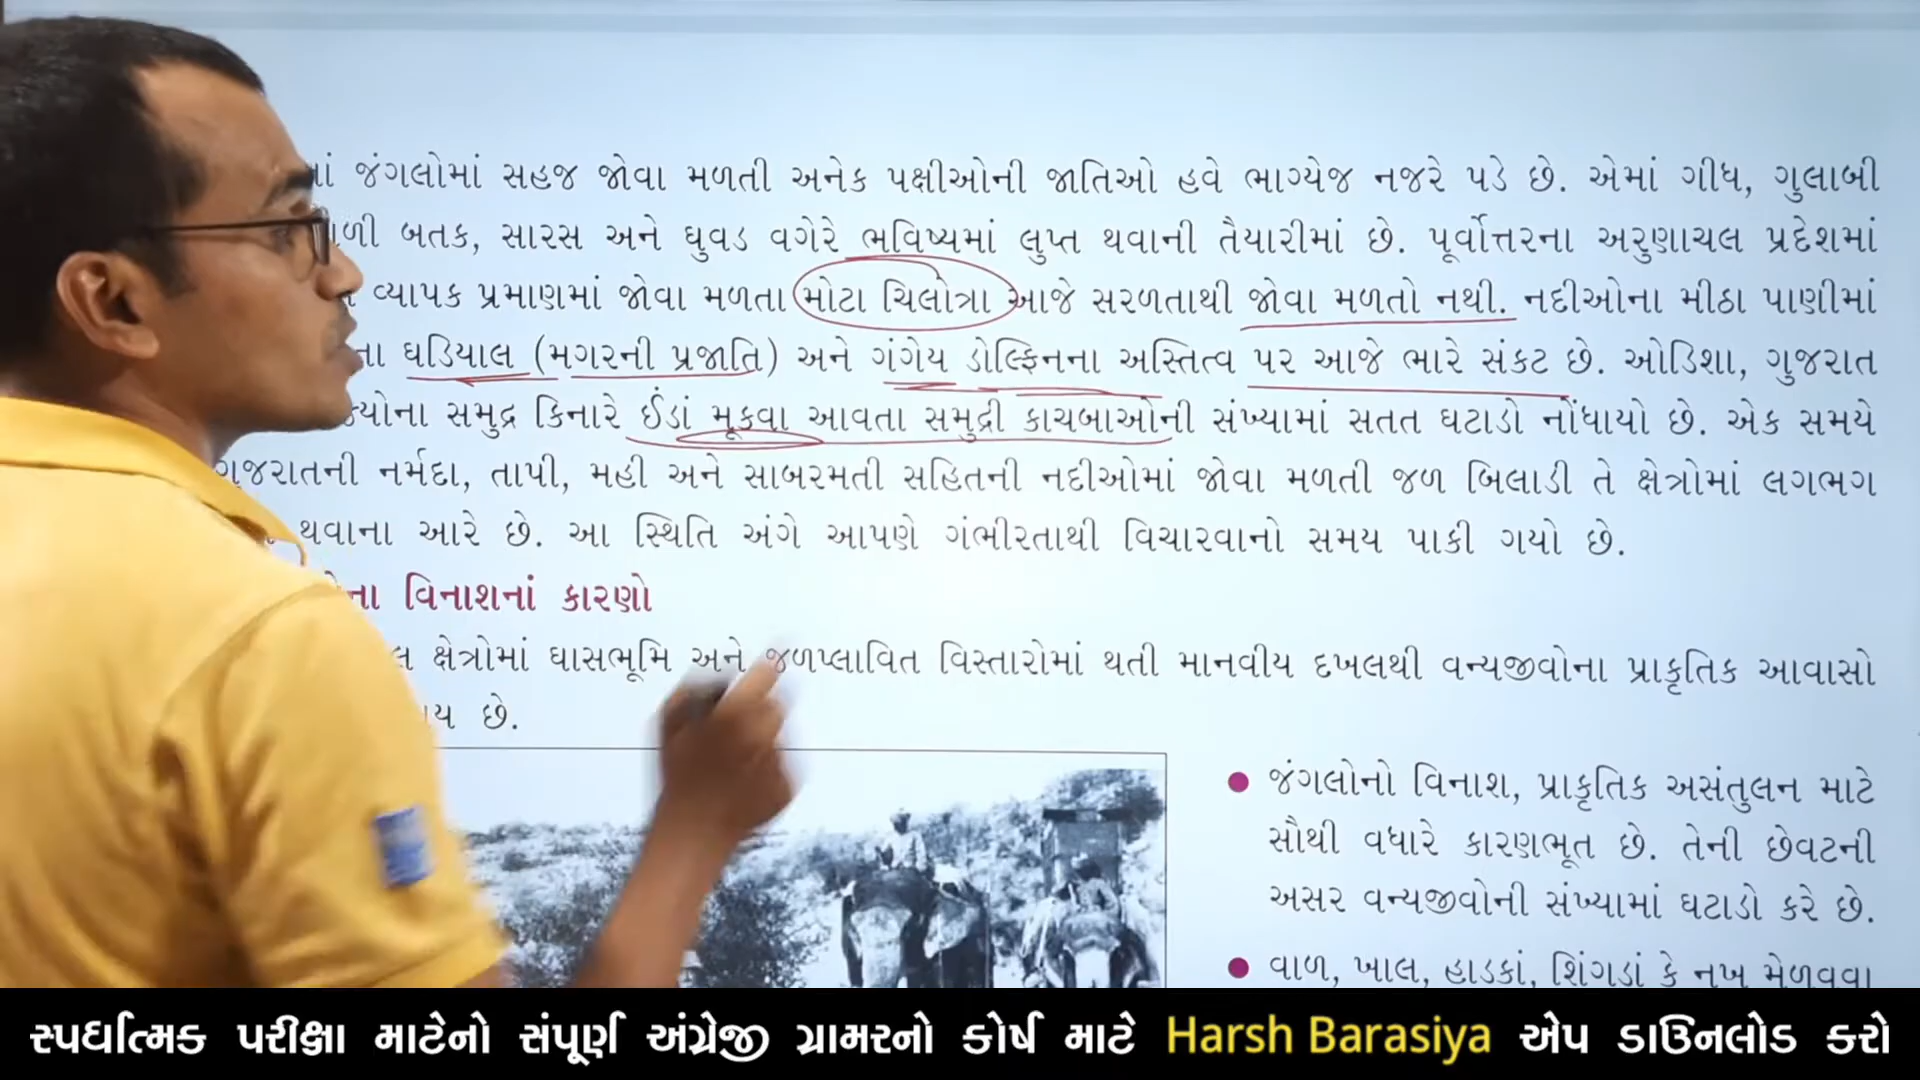 જંગલોમાં સહજ જોવા મળતી અનેક પક્ષીઓની જાતિઓ હવે ભાગ્યેજ નજરે પડે છે. એમાં ગીધ, ગુલાબી
બતક, સારસ અને ઘુવડ વગેરે ભવિષ્યમાં લુપ્ત થવાની તૈયારીમાં છે. પૂર્વોત્તરના અરુણાચલ પ્રદેશમાં
વ્યાપક પ્રમાણમાં જોવા મળતા મોટા ચિલોત્રા આજે સરળતાથી જોવા મળતો નથી. નદીઓના મીઠા પાણીમાં
ઘડિયાલ (મગરની પ્રજાતિ) અને ગંગેય ડોલ્ફિનના અસ્તિત્વ પર આજે ભારે સંકટ છે. ઓડિશા, ગુજરાત
સમુદ્ર કિનારે ઈંડાં મૂકવા આવતા સમુદ્રી કાચબાઓની સંખ્યામાં સતત ઘટાડો નોંધાયો છે. એક સમયે
ગુજરાતની નર્મદા, તાપી, મહી અને સાબરમતી સહિતની નદીઓમાં જોવા મળતી જળ બિલાડી તે ક્ષેત્રોમાં લગભગ
થવાના આરે છે. આ સ્થિતિ અંગે આપણે ગંભીરતાથી વિચારવાનો સમય પાકી ગયો છે.
વિનાશનાં કારણો
ક્ષેત્રોમાં ઘાસભૂમિ અને જળપ્લાવિત વિસ્તારોમાં થતી માનવીય દખલથી વન્યજીવોના પ્રાકૃતિક આવાસો
છે.
● જંગલોનો વિનાશ, પ્રાકૃતિક અસંતુલન માટે
સૌથી વધારે કારણભૂત છે. તેની છેવટની
અસર વન્યજીવોની સંખ્યામાં ઘટાડો કરે છે.
● વાળ, ખાલ, હાડકાં, શિંગડાં કે નખ મેળવવા
સ્પર્ધાત્મક પરીક્ષા માટેનો સંપૂર્ણ અંગ્રેજી ગ્રામરનો કોર્ષ માટે Harsh Barasiya એપ ડાઉનલોડ કરો